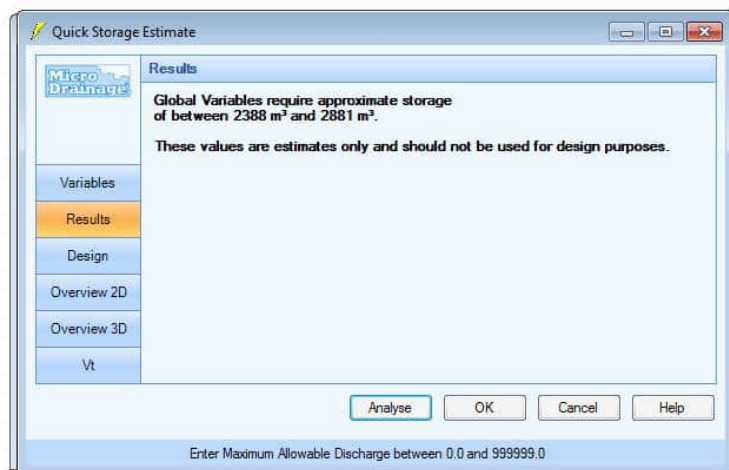 Quick Storage Estimate
Micro
Drainage
Results
Global Variables require approximate storage
of between 2388 m³ and 2881 m³.
These values are estimates only and should not be used for design purposes.
Variables
Results
Design
Overview 2D
Overview 3D
Vt
Analyse
OK
Cancel
Help
Enter Maximum Allowable Discharge between 0.0 and 999999.0